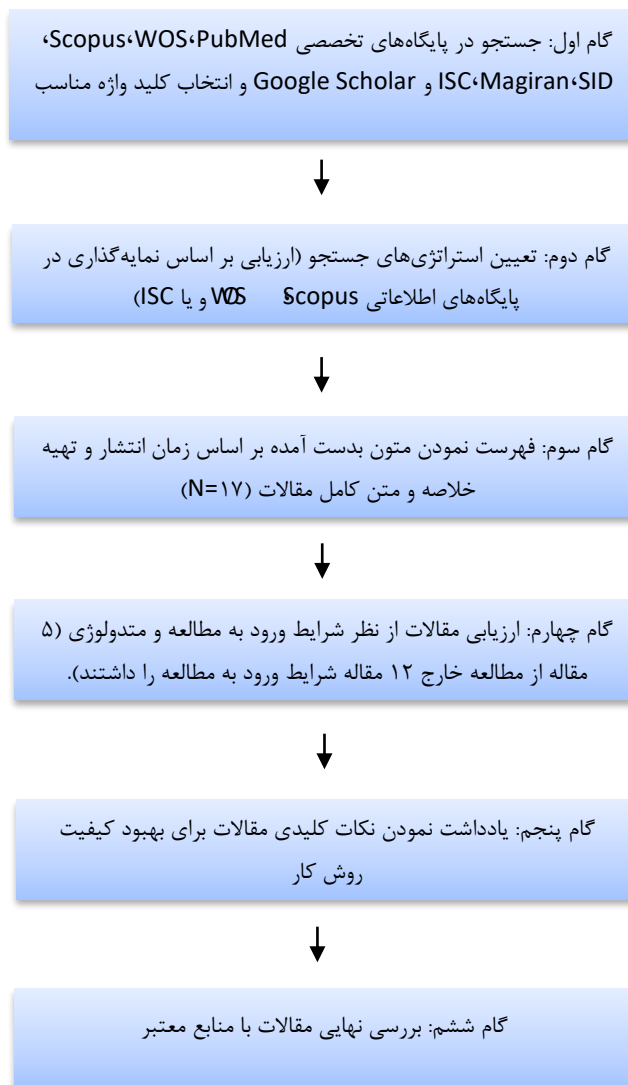 گام اول: جستجو در پایگاه‌های تخصصی Scopus،WOS،PubMed،
ISC،Magiran،SID و Google Scholar و انتخاب کلید واژه مناسب
گام دوم: تعیین استراتژی‌های جستجو (ارزیابی بر اساس نمایه‌گذاری در
پایگاه‌های اطلاعاتی Scopus، WOS و یا ISC)
گام سوم: فهرست نمودن متون بدست آمده بر اساس زمان انتشار و تهیه
خلاصه و متن کامل مقالات (N=۱۷)
گام چهارم: ارزیابی مقالات از نظر شرایط ورود به مطالعه و متدولوژی (۵
مقاله از مطالعه خارج ۱۲ مقاله شرایط ورود به مطالعه را داشتند).
گام پنجم: یادداشت نمودن نکات کلیدی مقالات برای بهبود کیفیت
روش کار
گام ششم: بررسی نهایی مقالات با منابع معتبر